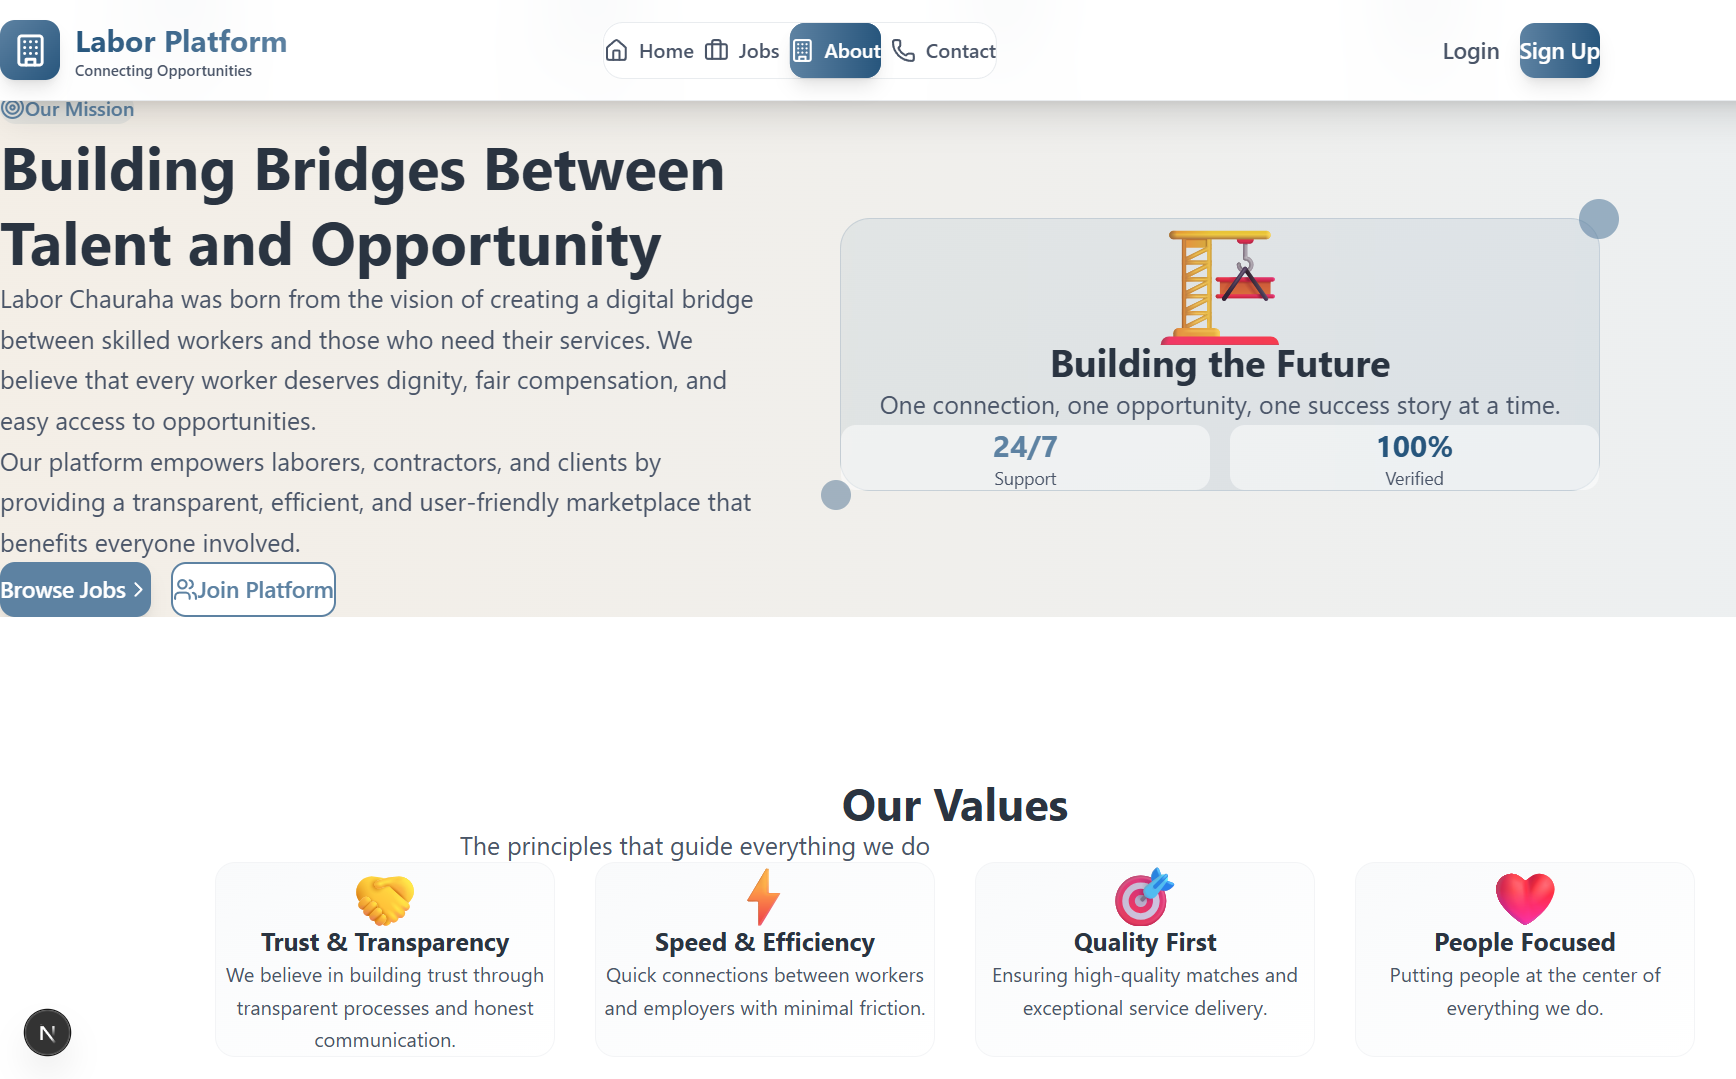 Labor Platform
Connecting Opportunities
Home
Jobs
About
Contact
Login
Sign Up
Our Mission
Building Bridges Between
Talent and Opportunity
Labor Chauraha was born from the vision of creating a digital bridge
between skilled workers and those who need their services. We
believe that every worker deserves dignity, fair compensation, and
easy access to opportunities.
Our platform empowers laborers, contractors, and clients by
providing a transparent, efficient, and user-friendly marketplace that
benefits everyone involved.
Browse Jobs
Join Platform
Building the Future
One connection, one opportunity, one success story at a time.
24/7
Support
100%
Verified
Our Values
The principles that guide everything we do
Trust & Transparency
We believe in building trust through
transparent processes and honest
communication.
Speed & Efficiency
Quick connections between workers
and employers with minimal friction.
Quality First
Ensuring high-quality matches and
exceptional service delivery.
People Focused
Putting people at the center of
everything we do.
N